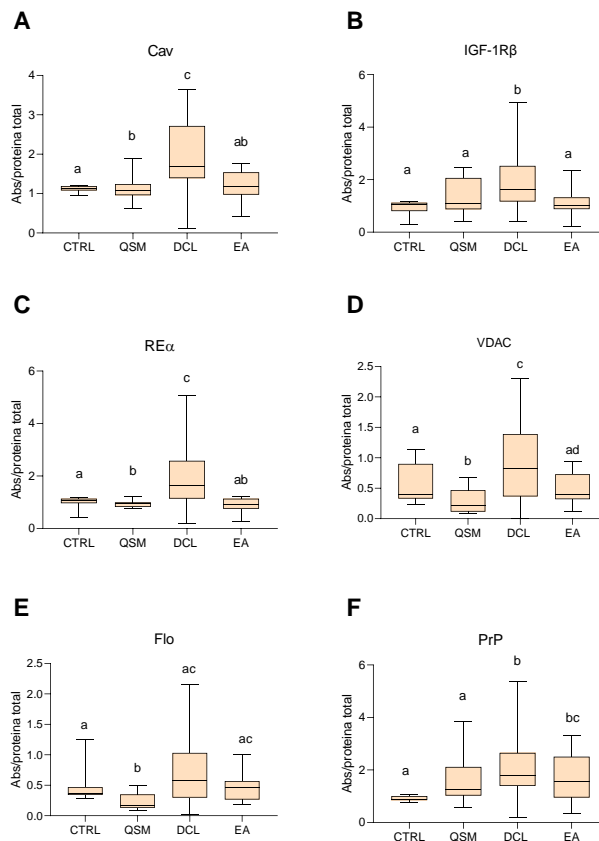 A
Cav
Abs/proteina total
4
3
2
1
0
a
b
c
ab
CTRL
QSM
DCL
EA
B
IGF-1Rβ
Abs/proteina total
6
4
2
0
a
a
b
a
CTRL
QSM
DCL
EA
C
REα
Abs/proteina total
6
4
2
0
a
b
c
ab
CTRL
QSM
DCL
EA
D
VDAC
Abs/proteina total
2.5
2.0
1.5
1.0
0.5
0.0
a
b
c
ad
CTRL
QSM
DCL
EA
E
Flo
Abs/proteina total
2.5
2.0
1.5
1.0
0.5
0.0
a
b
ac
ac
CTRL
QSM
DCL
EA
F
PrP
Abs/proteina total
6
4
2
0
a
a
b
bc
CTRL
QSM
DCL
EA